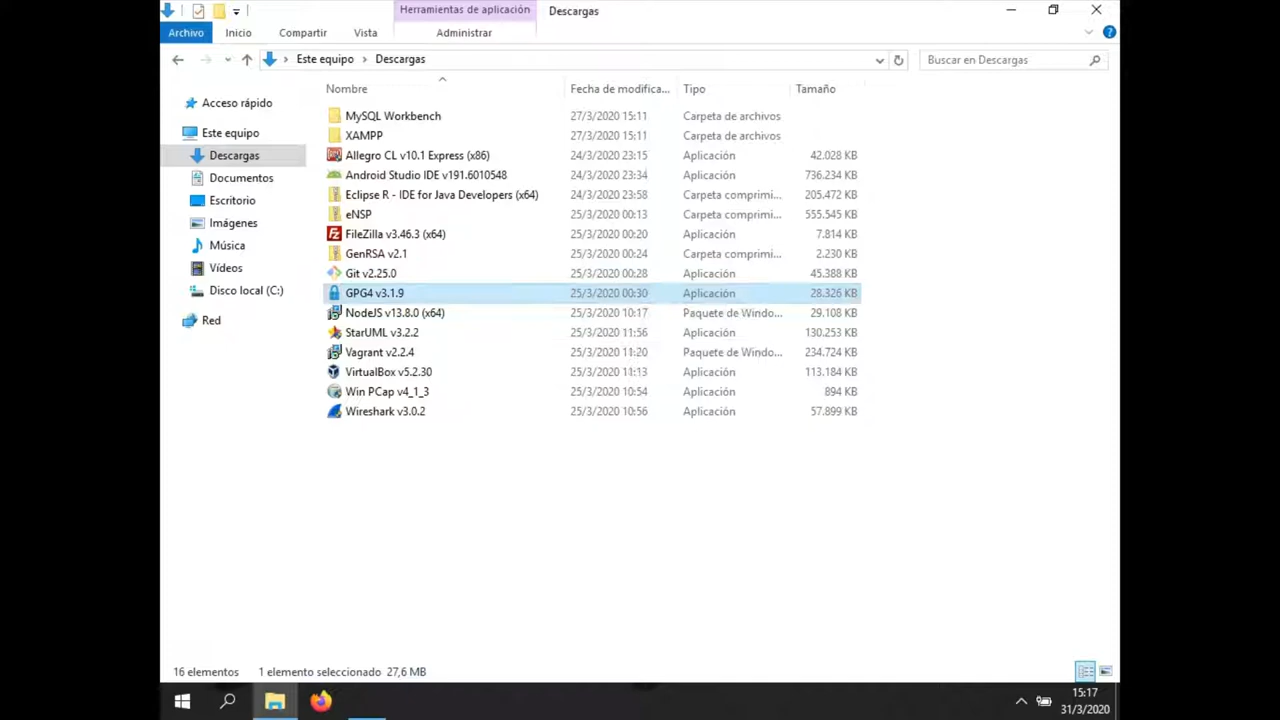 Herramientas de aplicación Descargas
Archivo Inicio Compartir Vista Administrar
Este equipo Descargas Buscar en Descargas
Nombre Fecha de modifica... Tipo Tamaño
Acceso rápido
Este equipo
Descargas
Documentos
Escritorio
Imágenes
Música
Vídeos
Disco local (C:)
Red
MySQL Workbench 27/3/2020 15:11 Carpeta de archivos
XAMPP 27/3/2020 15:11 Carpeta de archivos
Allegro CL v10.1 Express (x86) 24/3/2020 23:15 Aplicación 42.028 KB
Android Studio IDE v191.6010548 24/3/2020 23:34 Aplicación 736.234 KB
Eclipse R - IDE for Java Developers (x64) 24/3/2020 23:58 Carpeta comprimi... 205.472 KB
eNSP 25/3/2020 00:13 Carpeta comprimi... 555.545 KB
FileZilla v3.46.3 (x64) 25/3/2020 00:20 Aplicación 7.814 KB
GenRSA v2.1 25/3/2020 00:24 Carpeta comprimi... 2.230 KB
Git v2.25.0 25/3/2020 00:28 Aplicación 45.388 KB
GPG4 v3.1.9 25/3/2020 00:30 Aplicación 28.326 KB
NodeJS v13.8.0 (x64) 25/3/2020 10:17 Paquete de Windo... 29.108 KB
StarUML v3.2.2 25/3/2020 11:56 Aplicación 130.253 KB
Vagrant v2.2.4 25/3/2020 11:20 Paquete de Windo... 234.724 KB
VirtualBox v5.2.30 25/3/2020 11:13 Aplicación 113.184 KB
Win PCap v4_1_3 25/3/2020 10:54 Aplicación 894 KB
Wireshark v3.0.2 25/3/2020 10:56 Aplicación 57.899 KB
16 elementos 1 elemento seleccionado 27,6 MB
15:17
31/3/2020